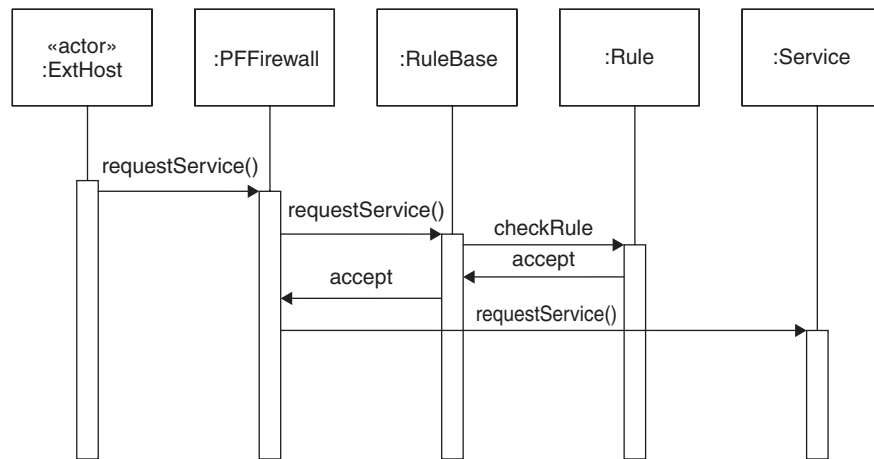 «actor»
:ExtHost
:PFFirewall
:RuleBase
:Rule
:Service
requestService()
requestService()
checkRule
accept
accept
requestService()